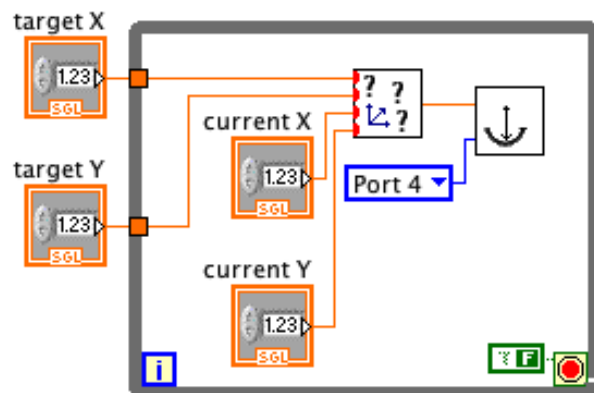 target X
1.23
SGL
? ?
?
current X
1.23
SGL
Port 4
target Y
1.23
SGL
current Y
1.23
SGL
i
? F